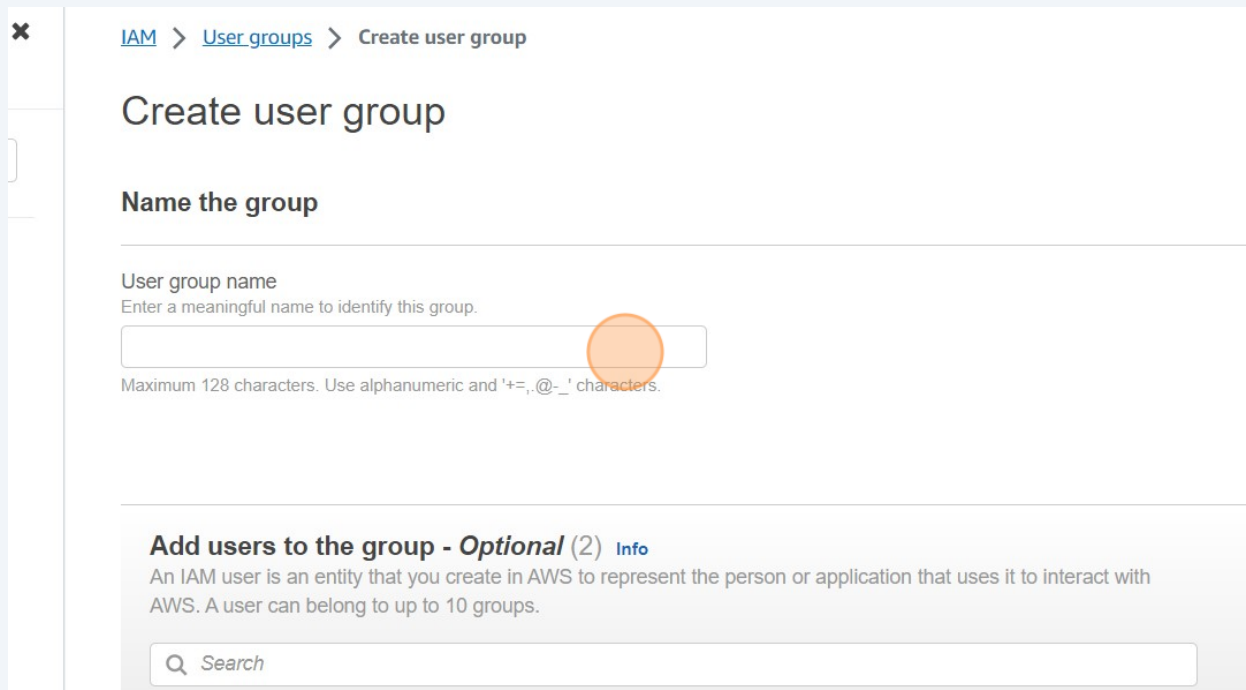 IAM > User groups > Create user group
Create user group
Name the group
User group name
Enter a meaningful name to identify this group.
Maximum 128 characters. Use alphanumeric and '+=,.@-_' characters.
Add users to the group - Optional (2) Info
An IAM user is an entity that you create in AWS to represent the person or application that uses it to interact with
AWS. A user can belong to up to 10 groups.
Search